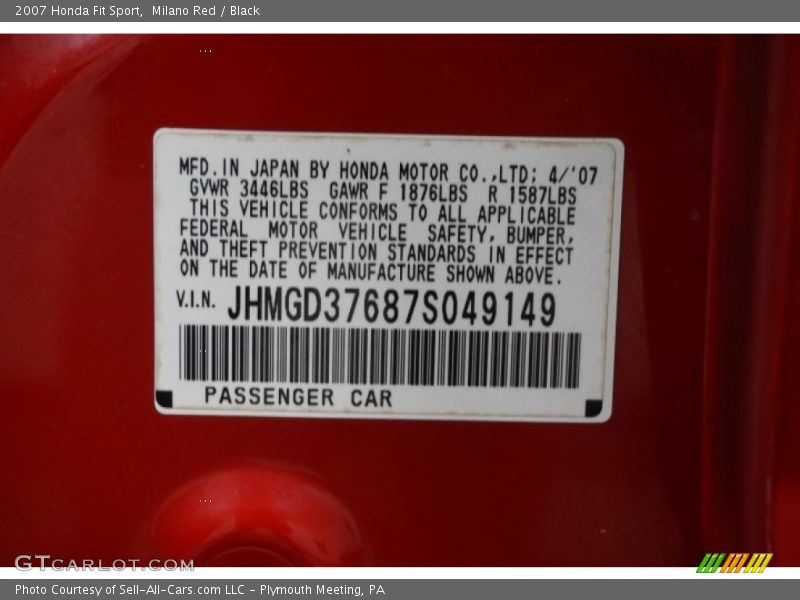 2007 Honda Fit Sport,  Milano Red / Black
MFD. IN JAPAN BY HONDA MOTOR CO.,LTD; 4/'07
GVWR 3446LBS GAWR F 1876LBS R 1587LBS
THIS VEHICLE CONFORMS TO ALL APPLICABLE
FEDERAL MOTOR VEHICLE SAFETY, BUMPER,
AND THEFT PREVENTION STANDARDS IN EFFECT
ON THE DATE OF MANUFACTURE SHOWN ABOVE.
V.I.N. JHMGD37687S049149
PASSENGER CAR
GTCARLOT.COM
Photo Courtesy of Sell-All-Cars.com LLC - Plymouth Meeting, PA